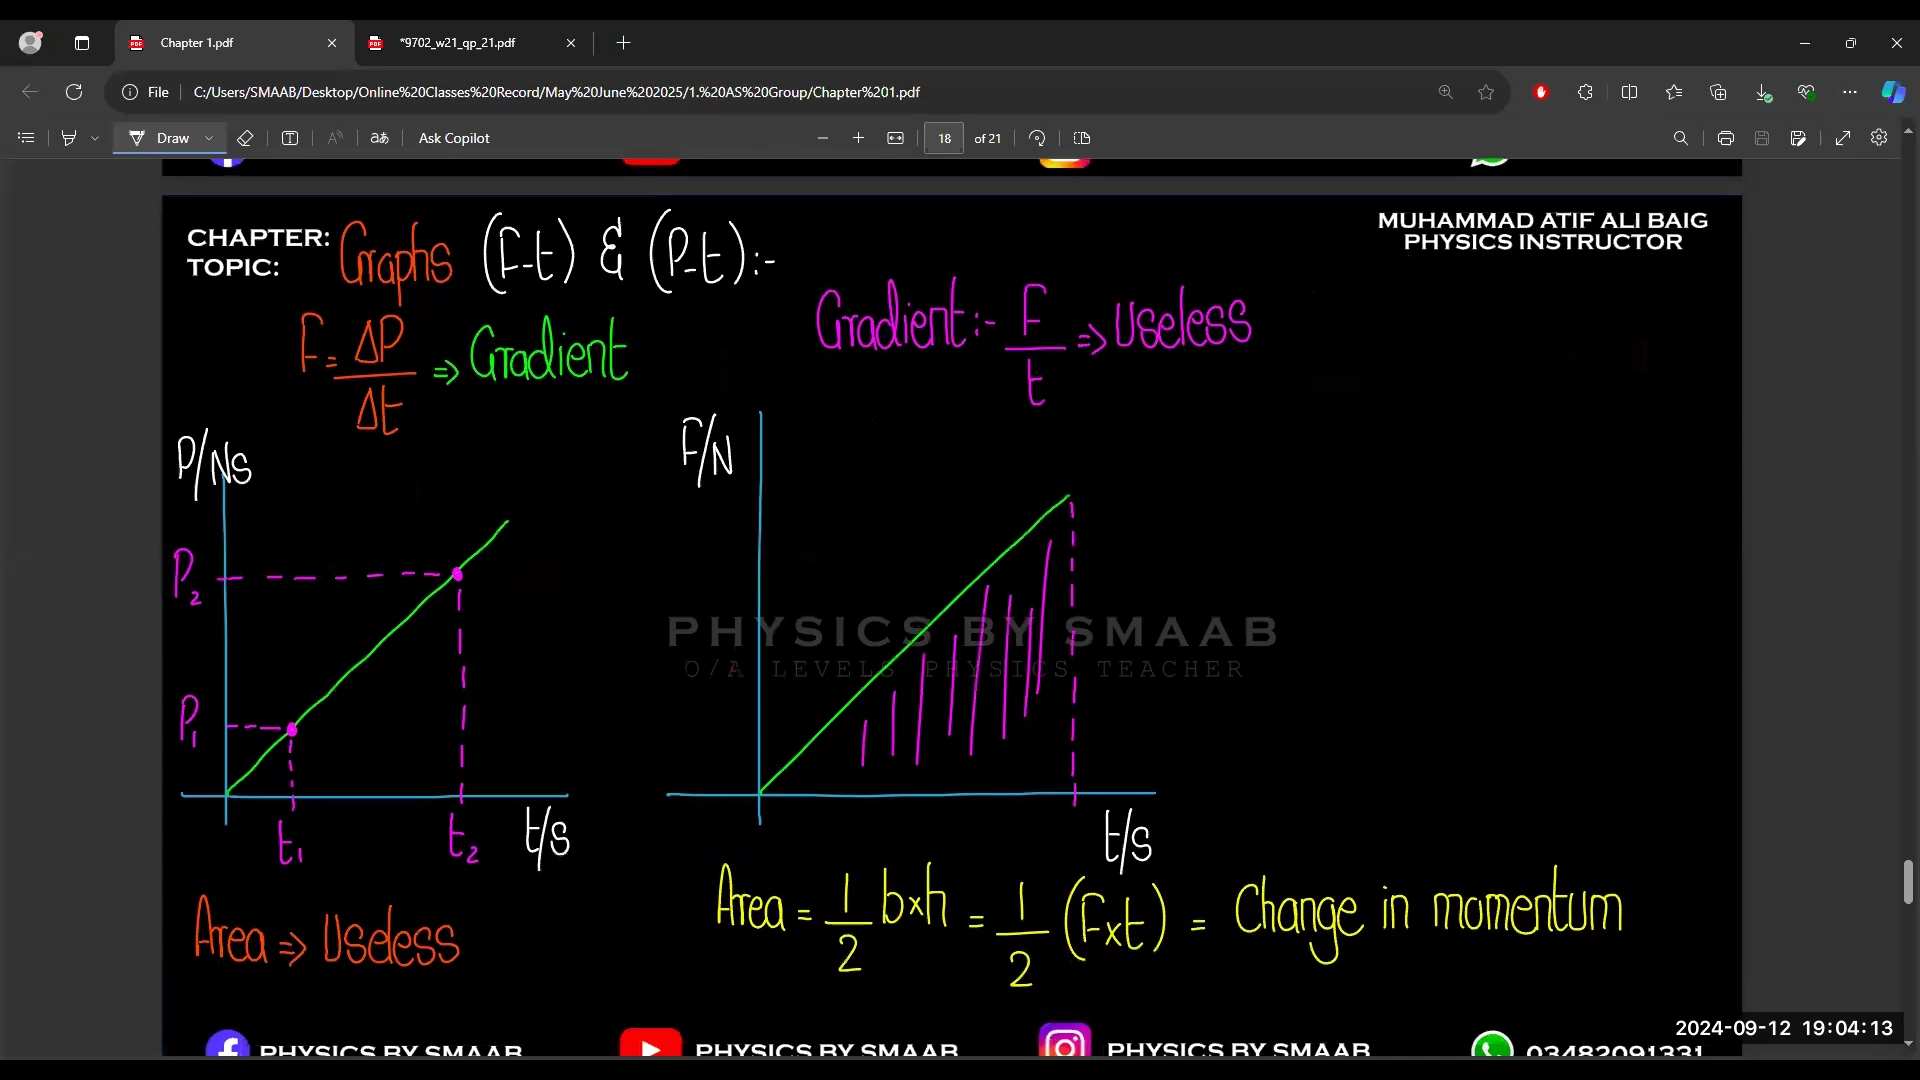 Chapter 1.pdf
*9702_w21_qp_21.pdf
File
C:/Users/SMAAB/Desktop/Online%20Classes%20Record/May%20June%202025/1.%20AS%20Group/Chapter%201.pdf
Draw
aあ
Ask Copilot
18 of 21
CHAPTER: Graphs (F-t) & (P-t):-
TOPIC:
MUHAMMAD ATIF ALI BAIG
PHYSICS INSTRUCTOR
F = ΔP/Δt ⇒ Gradient
Gradient:- F/t ⇒ Useless
P/Ns
P2
P1
t1
t2
t/s
F/N
t/s
PHYSICS BY SMAAB
O/A LEVELS PHYSICS TEACHER
Area ⇒ Useless
Area = 1/2 b×h = 1/2 (F×t) = Change in momentum
2024-09-12 19:04:13
PHYSICS BY SMAAB
PHYSICS BY SMAAB
PHYSICS BY SMAAB
03482091331